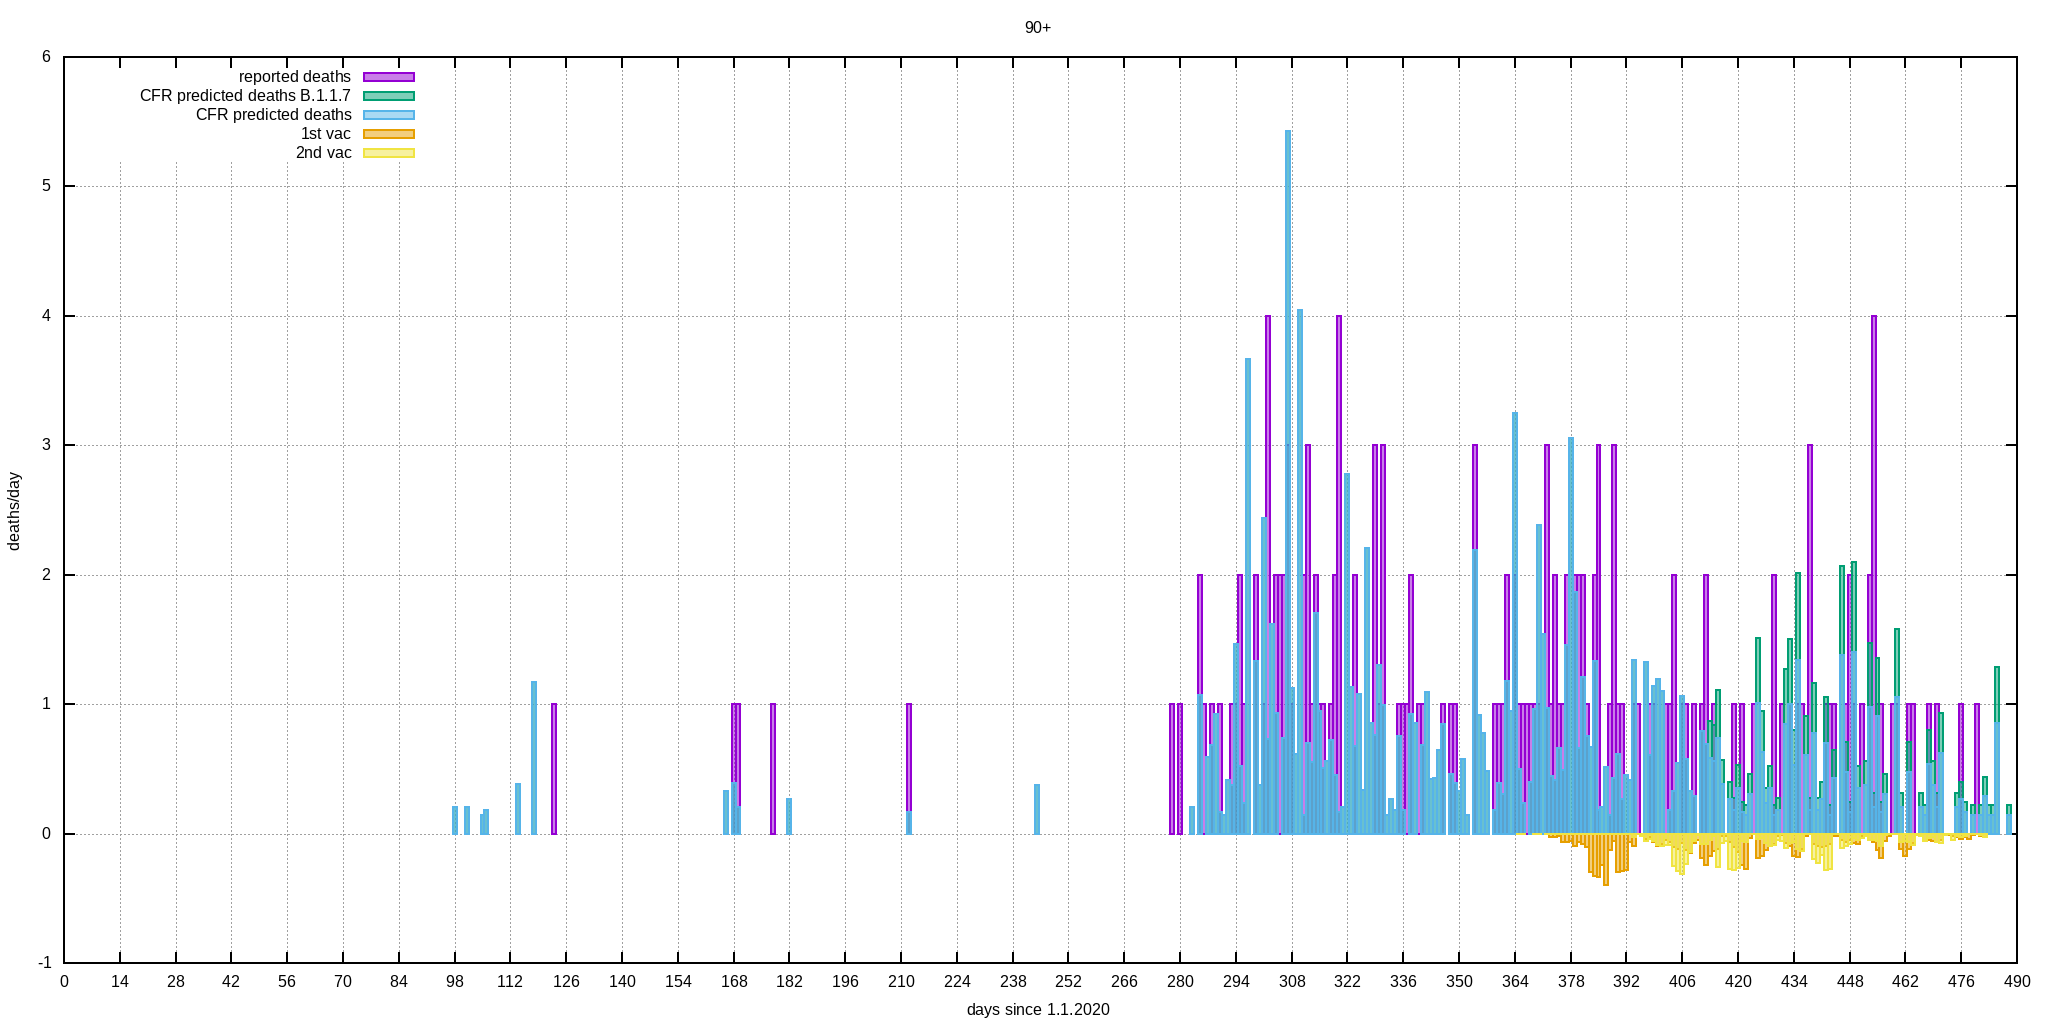 90+
6
reported deaths
CFR predicted deaths B.1.1.7
CFR predicted deaths
1st vac
2nd vac
5
4
3
2
1
0
-1
deaths/day
0 14 28 42 56 70 84 98 112 126 140 154 168 182 196 210 224 238 252 266 280 294 308 322 336 350 364 378 392 406 420 434 448 462 476 490
days since 1.1.2020